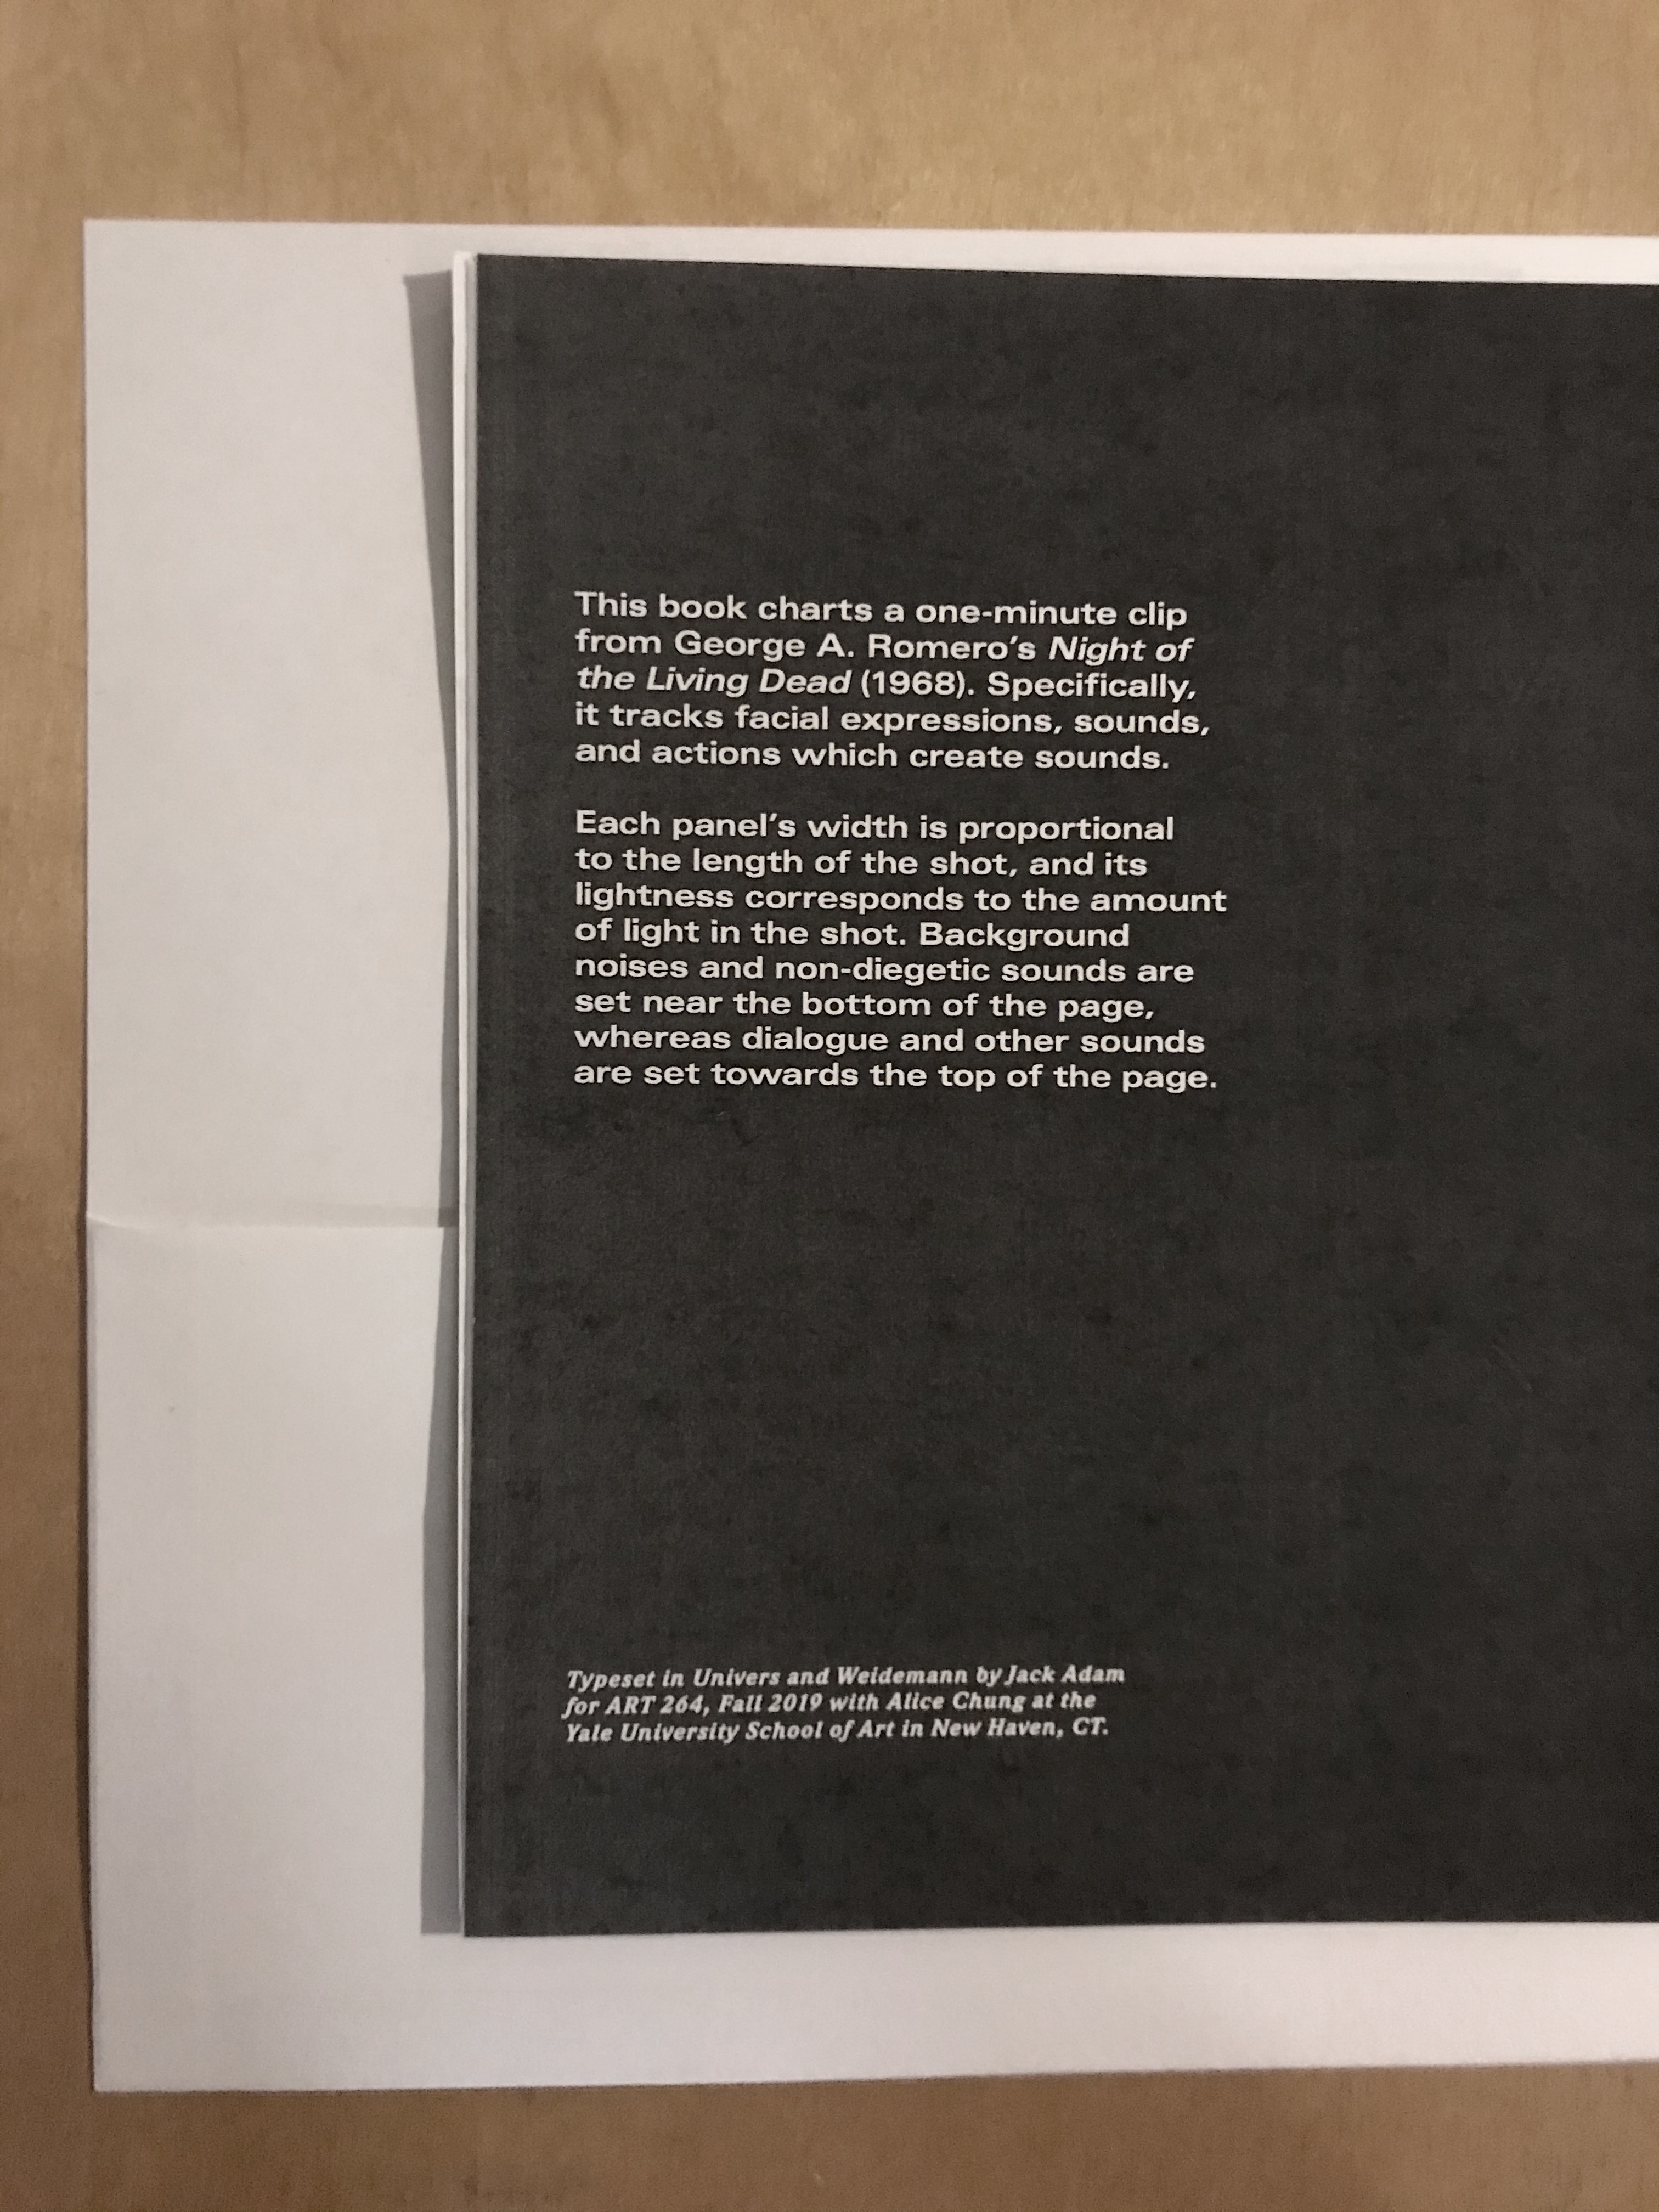 This book charts a one-minute clip
from George A. Romero’s Night of
the Living Dead (1968). Specifically,
it tracks facial expressions, sounds,
and actions which create sounds.
Each panel’s width is proportional
to the length of the shot, and its
lightness corresponds to the amount
of light in the shot. Background
noises and non-diegetic sounds are
set near the bottom of the page,
whereas dialogue and other sounds
are set towards the top of the page.
Typeset in Univers and Weidemann by Jack Adam
for ART 264, Fall 2019 with Alice Chung at the
Yale University School of Art in New Haven, CT.